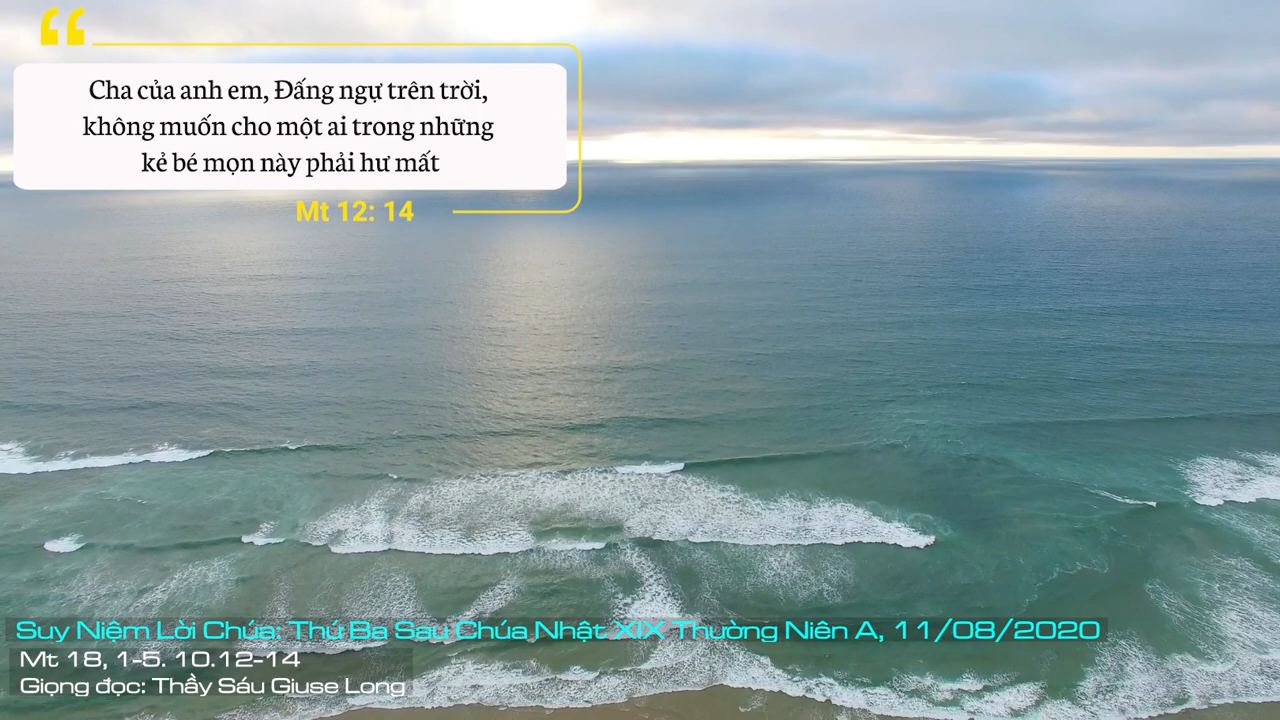 Cha của anh em, Đấng ngự trên trời,
không muốn cho một ai trong những
kẻ bé mọn này phải hư mất
Mt 12: 14
Suy Niệm Lời Chúa: Thứ Ba Sau Chúa Nhật XIX Thường Niên A, 11/08/2020
Mt 18, 1-5. 10.12-14
Giọng đọc: Thầy Sáu Giuse Long